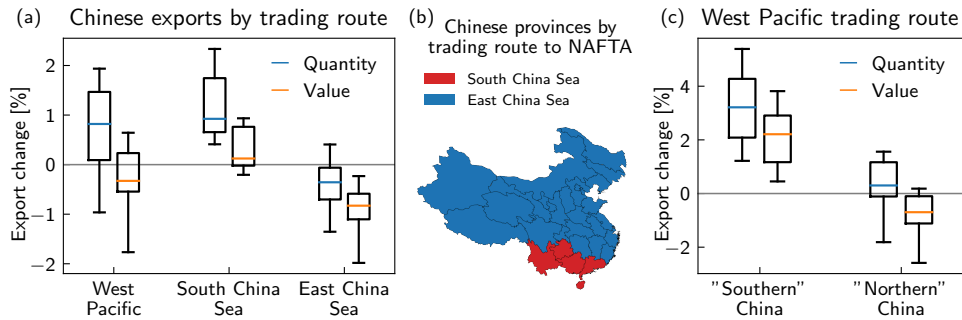 (a)
Chinese exports by trading route
Export change [%]
2
1
0
−1
−2
Quantity
Value
West
Pacific
South China
Sea
East China
Sea
(b)
Chinese provinces by
trading route to NAFTA
South China Sea
East China Sea
(c)
West Pacific trading route
Export change [%]
4
2
0
−2
Quantity
Value
"Southern"
China
"Northern"
China